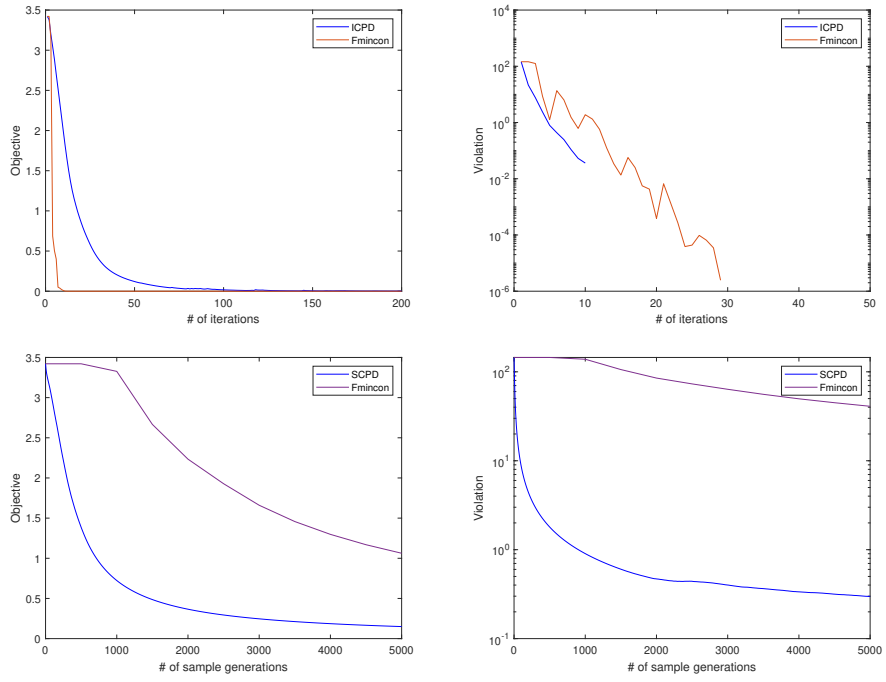 3.5
3
2.5
2
1.5
1
0.5
0
0 50 100 150 200
Objective
# of iterations
ICPD
Fmincon
10^4
10^2
10^0
10^-2
10^-4
10^-6
0 10 20 30 40 50
Violation
# of iterations
ICPD
Fmincon
3.5
3
2.5
2
1.5
1
0.5
0
0 1000 2000 3000 4000 5000
Objective
# of sample generations
SCPD
Fmincon
10^2
10^1
10^0
10^-1
0 1000 2000 3000 4000 5000
Violation
# of sample generations
SCPD
Fmincon